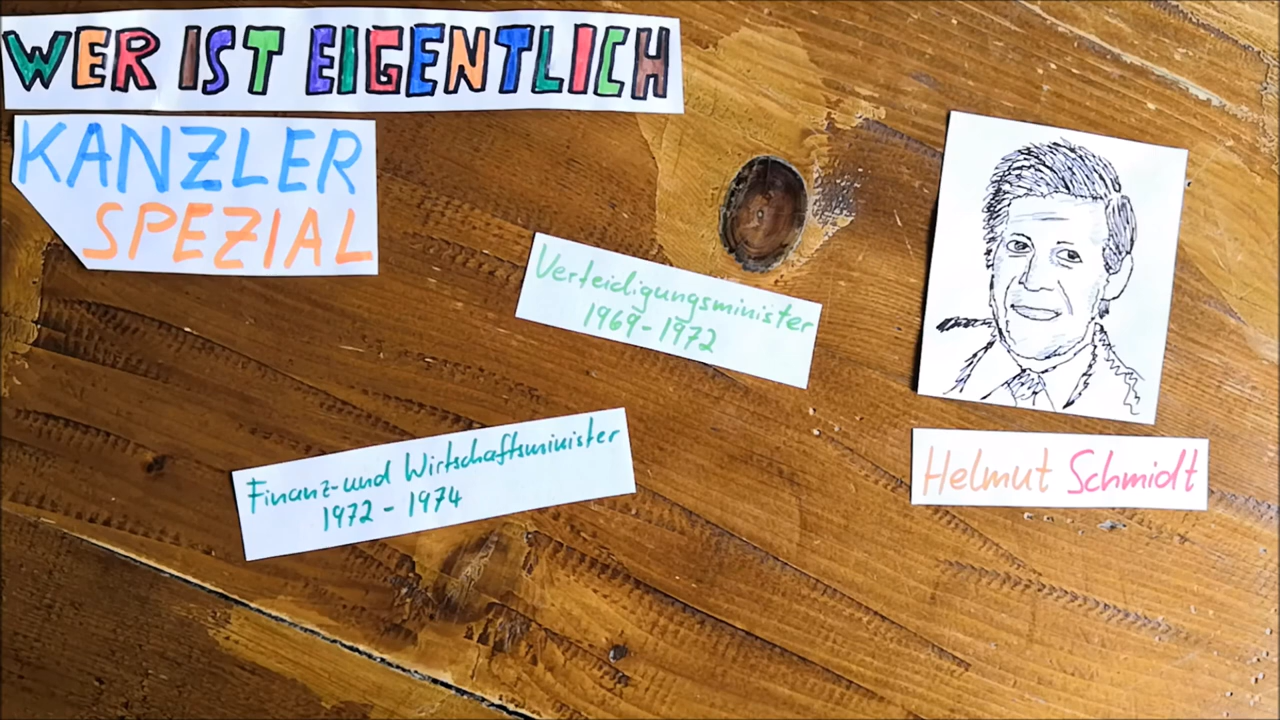 WER IST EIGENTLICH
KANZLER
SPEZIAL
Verteidigungsminister
1969-1972
Finanz- und Wirtschaftsminister
1972 - 1974
Helmut Schmidt